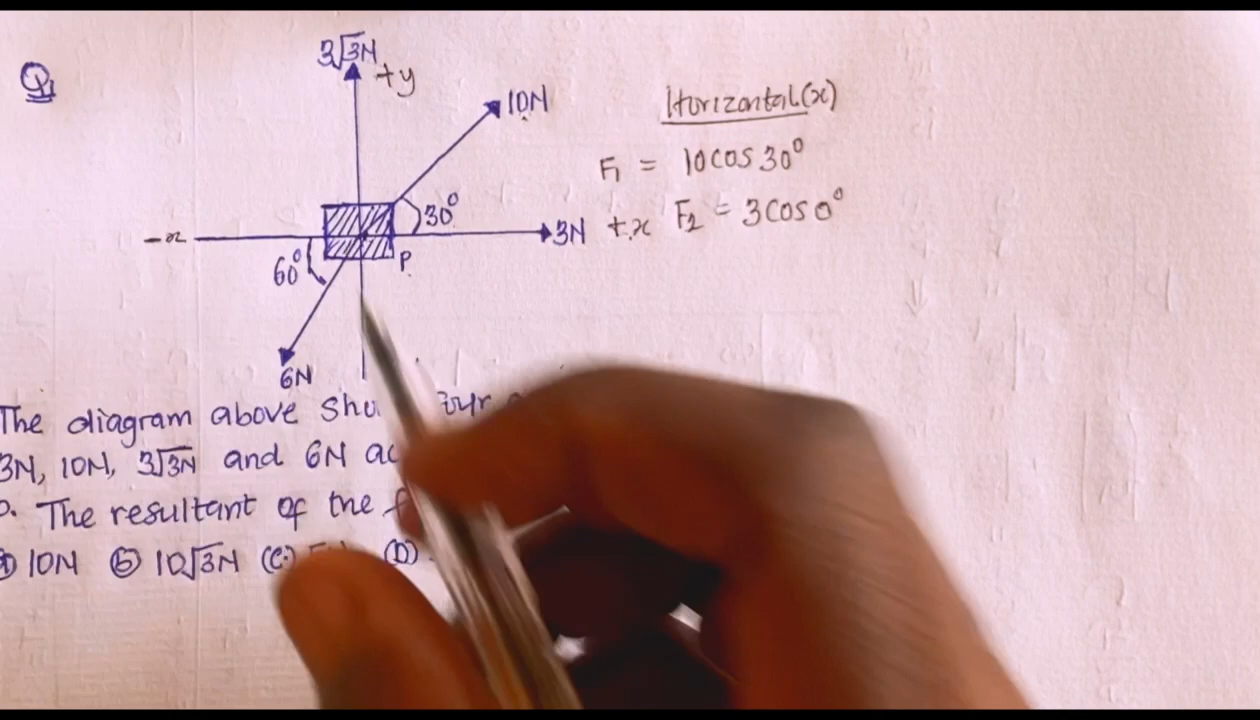 Q1
3√3N
+y
10N
Horizontal(x)
F1 = 10cos30°
30°
-x
3N +x F2 = 3cos0°
60°
P
6N
The diagram above
3N, 10N, 3√3N and 6N
The resultant of the
10N (b) 10√3N (c) (D)